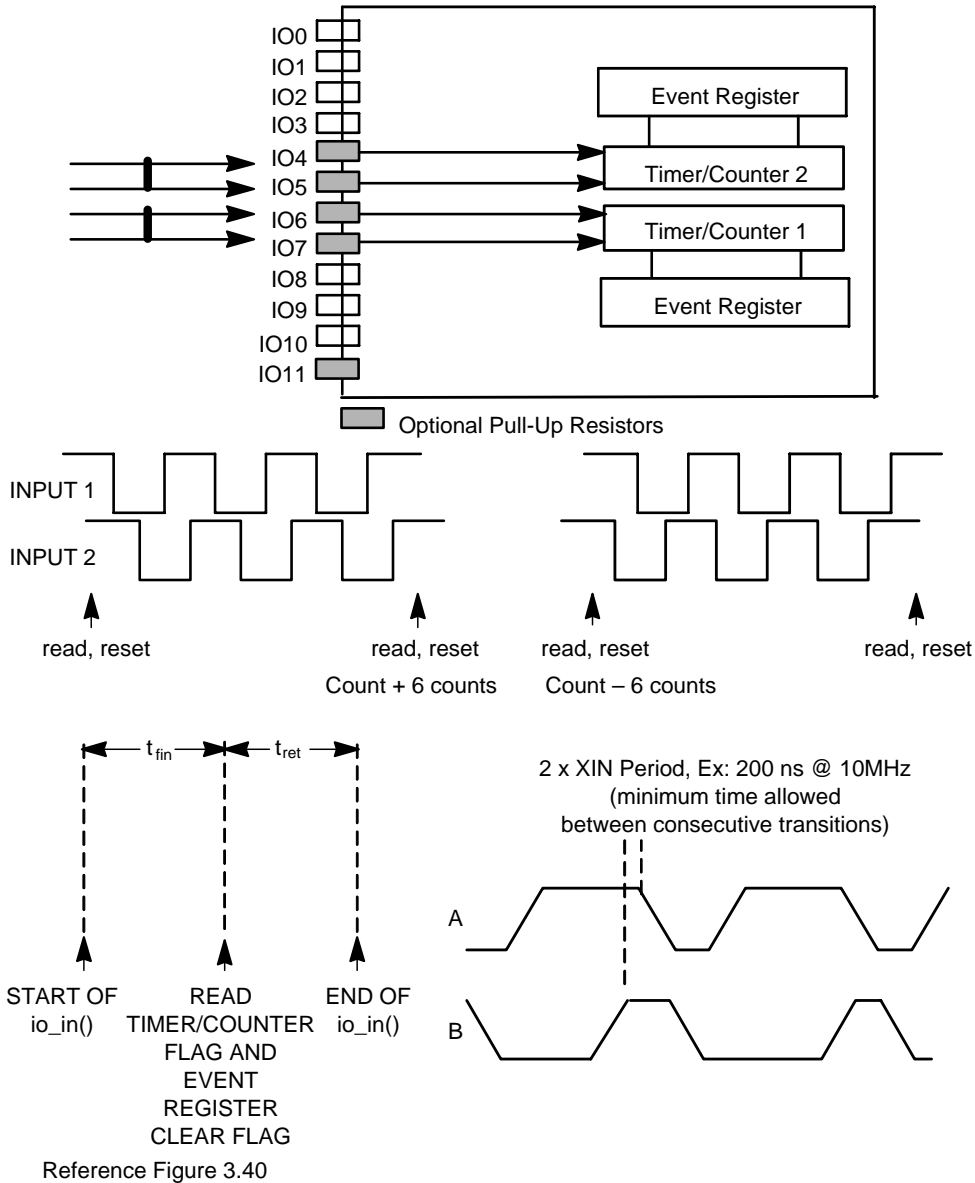 IO0
IO1
IO2
IO3
IO4
IO5
IO6
IO7
IO8
IO9
IO10
IO11
Event Register
Timer/Counter 2
Timer/Counter 1
Event Register
Optional Pull-Up Resistors
INPUT 1
INPUT 2
read, reset
read, reset
read, reset
read, reset
Count + 6 counts
Count – 6 counts
t fin
t ret
START OF
io_in()
READ
TIMER/COUNTER
FLAG AND
EVENT
REGISTER
CLEAR FLAG
END OF
io_in()
2 x XIN Period, Ex: 200 ns @ 10MHz
(minimum time allowed
between consecutive transitions)
A
B
Reference Figure 3.40